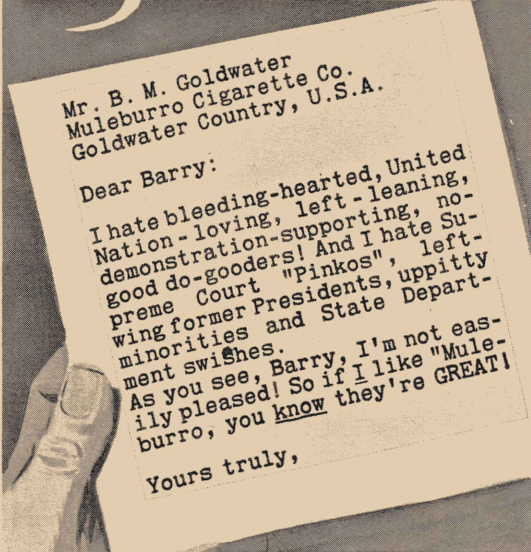 Mr. B. M. Goldwater
Muleburro Cigarette Co.
Goldwater Country, U.S.A.
Dear Barry:
I hate bleeding-hearted, United
Nation-loving, left-leaning,
demonstration-supporting, no-
good do-gooders! And I hate Su-
preme Court "Pinkos", left-
wing former Presidents, uppitty
minorities and State Depart-
ment swishes.
As you see, Barry, I'm not eas-
ily pleased! So if I like "Mule-
burro, you know they're GREAT!
Yours truly,